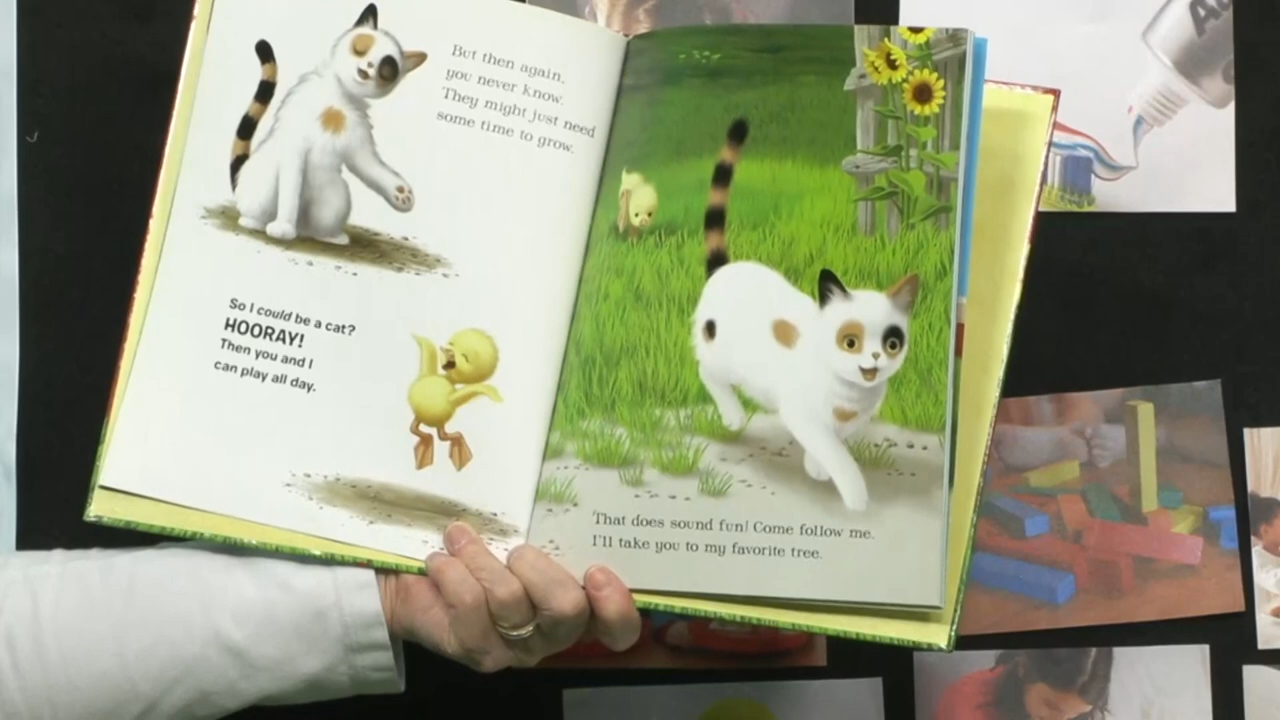 But then again,
you never know.
They might just need
some time to grow.
So I could be a cat?
HOORAY!
Then you and I
can play all day.
That does sound fun! Come follow me.
I'll take you to my favorite tree.